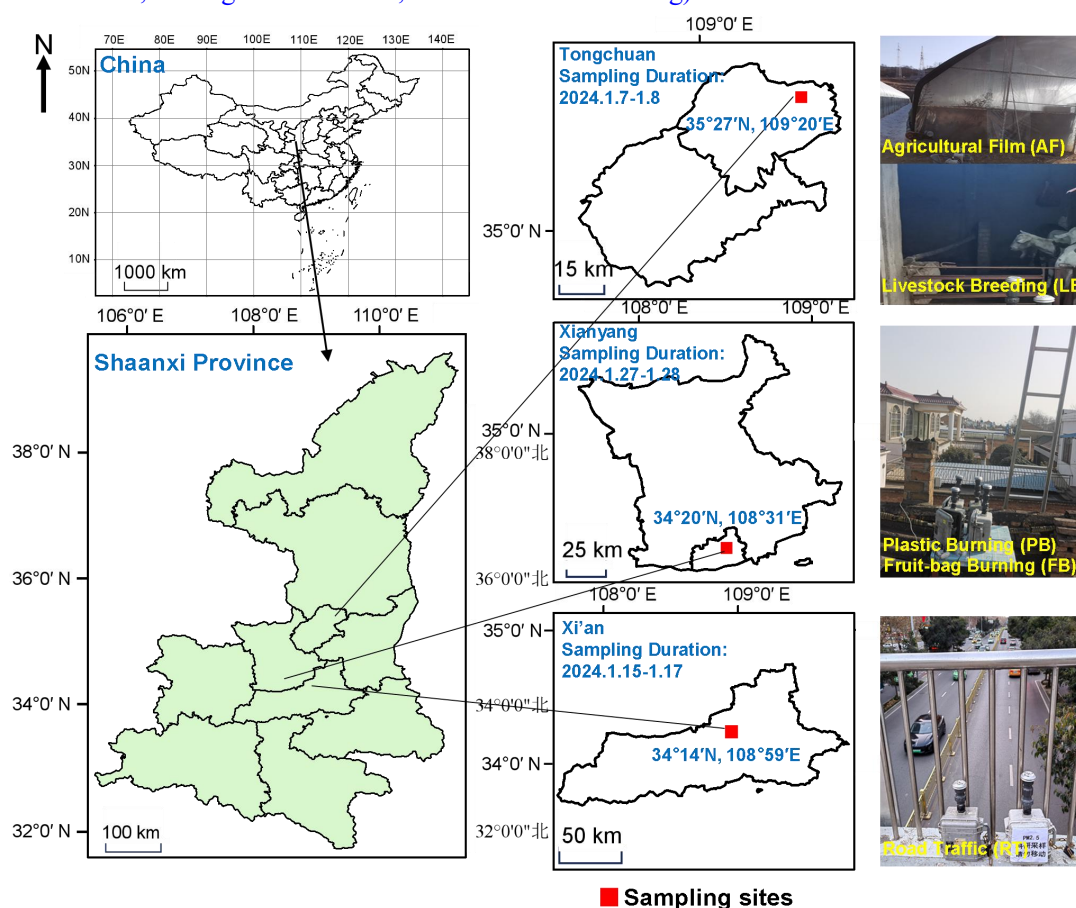 N
70E 80E 90E 100E 110E 120E 130E 140E
China
50N
40N
30N
20N
10N
1000 km
106°0′ E 108°0′ E 110°0′ E
Shaanxi Province
38°0′ N
36°0′ N
34°0′ N
32°0′ N
100 km
109°0′ E
Tongchuan
Sampling Duration:
2024.1.7-1.8
35°27′N, 109°20′E
35°0′ N
15 km
108°0′ E 109°0′ E
Xianyang
Sampling Duration:
2024.1.27-1.28
35°0′ N
38°0'0"北
34°20′N, 108°31′E
25 km
36°0'0"北
108°0′ E 109°0′ E
35°0′ N
Xi’an
Sampling Duration:
2024.1.15-1.17
34°0'0"北
34°14′N, 108°59′E
34°0′ N
32°0'0"北
50 km
Sampling sites
Agricultural Film (AF)
Livestock Breeding (LB
Plastic Burning (PB)
Fruit-bag Burning (FB)
Road Traffic (RT)
PM2.5